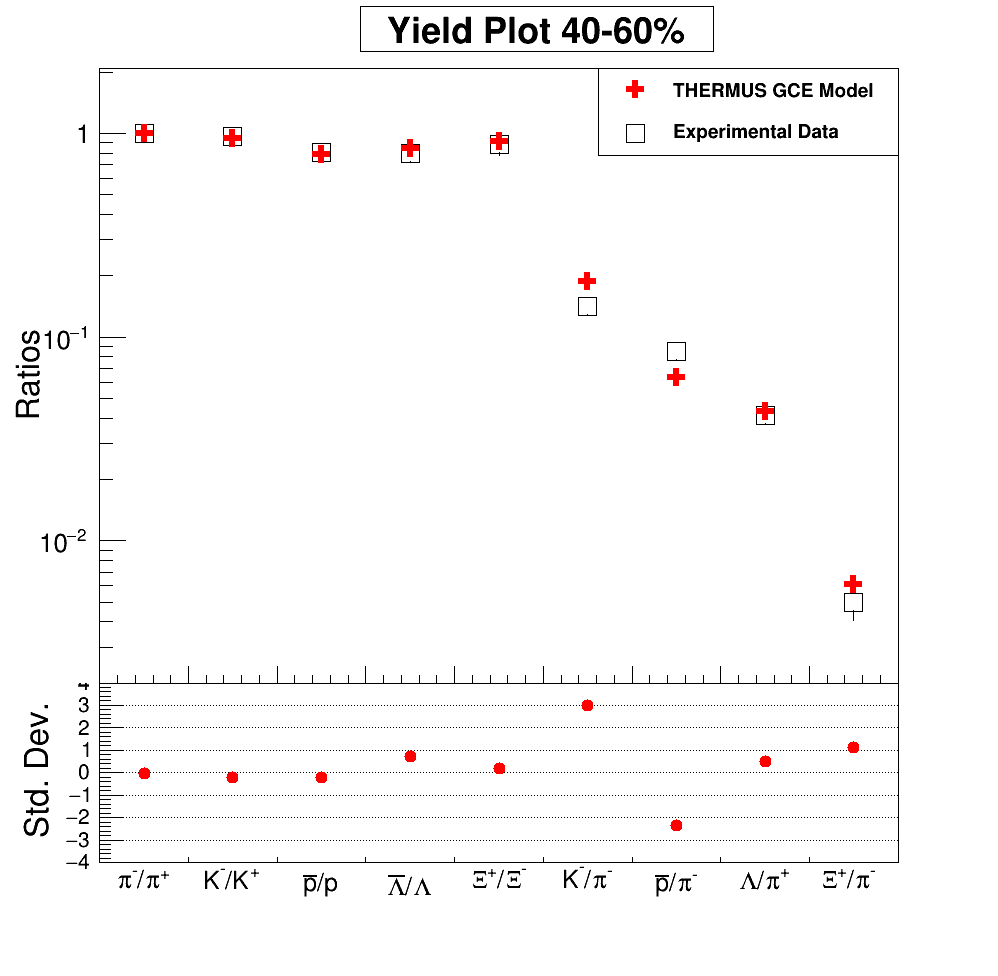 Yield Plot 40-60%
THERMUS GCE Model
Experimental Data
1
10⁻¹
10⁻²
Ratios
4
3
2
1
0
−1
−2
−3
−4
Std. Dev.
π⁻/π⁺ K⁻/K⁺ p̅/p Λ̅/Λ Ξ⁺/Ξ⁻ K⁻/π⁻ p̅/π⁻ Λ/π⁺ Ξ⁺/π⁻